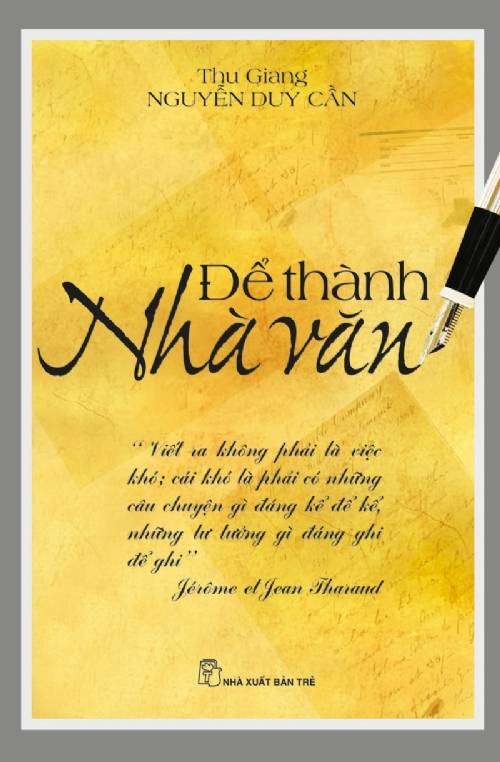 Thu Giang
NGUYỄN DUY CẦN
Để thành
Nhà văn
“Viết ra không phải là việc
khó; cái khó là phải có những
câu chuyện gì đáng kể để kể,
những tư tưởng gì đáng ghi
để ghi”
Jérôme et Jean Tharaud
NHÀ XUẤT BẢN TRẺ